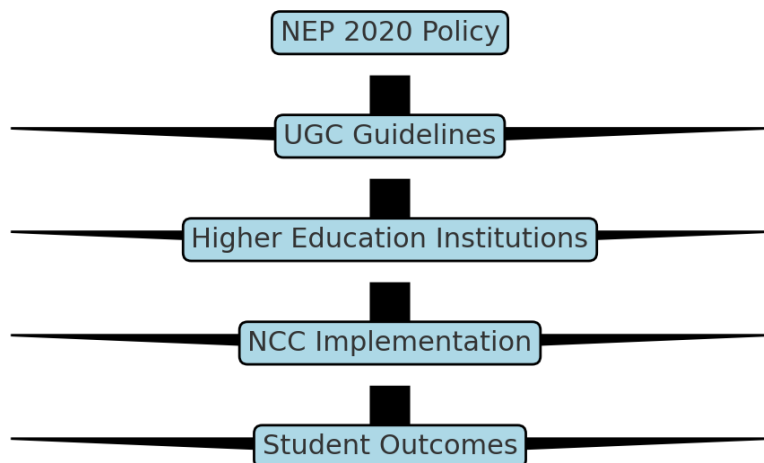 NEP 2020 Policy
UGC Guidelines
Higher Education Institutions
NCC Implementation
Student Outcomes